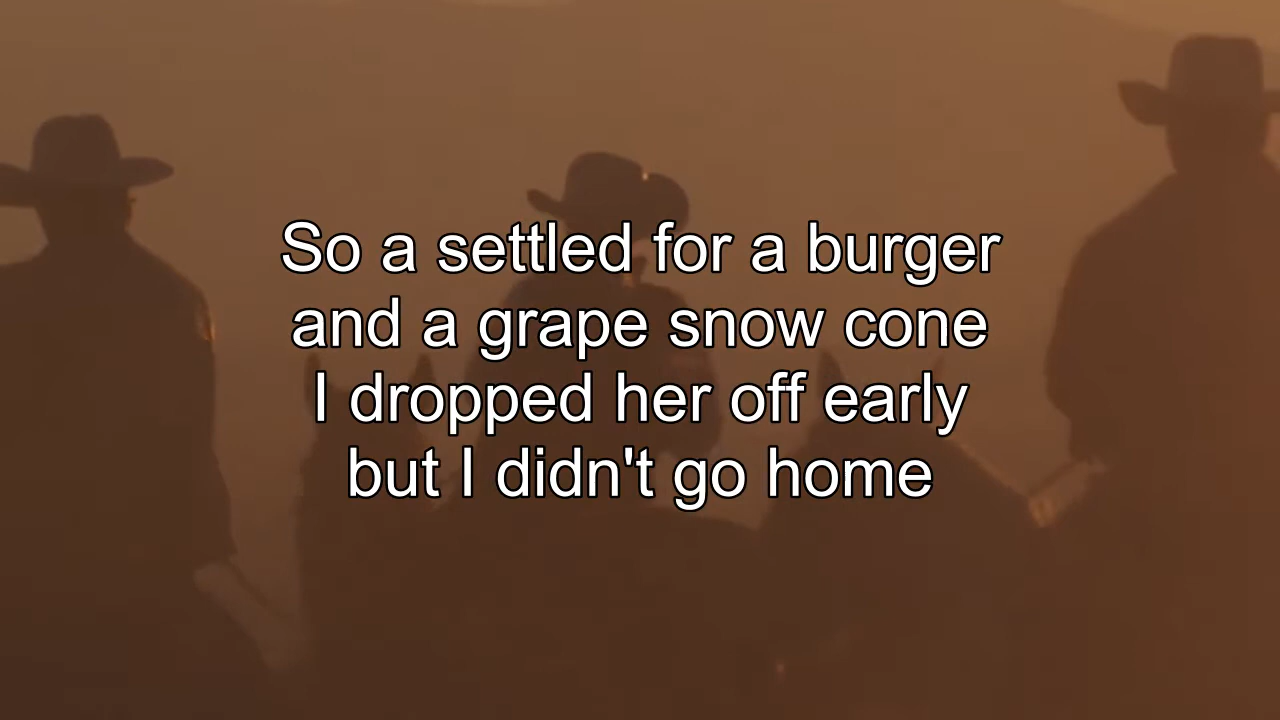 So a settled for a burger
and a grape snow cone
I dropped her off early
but I didn't go home